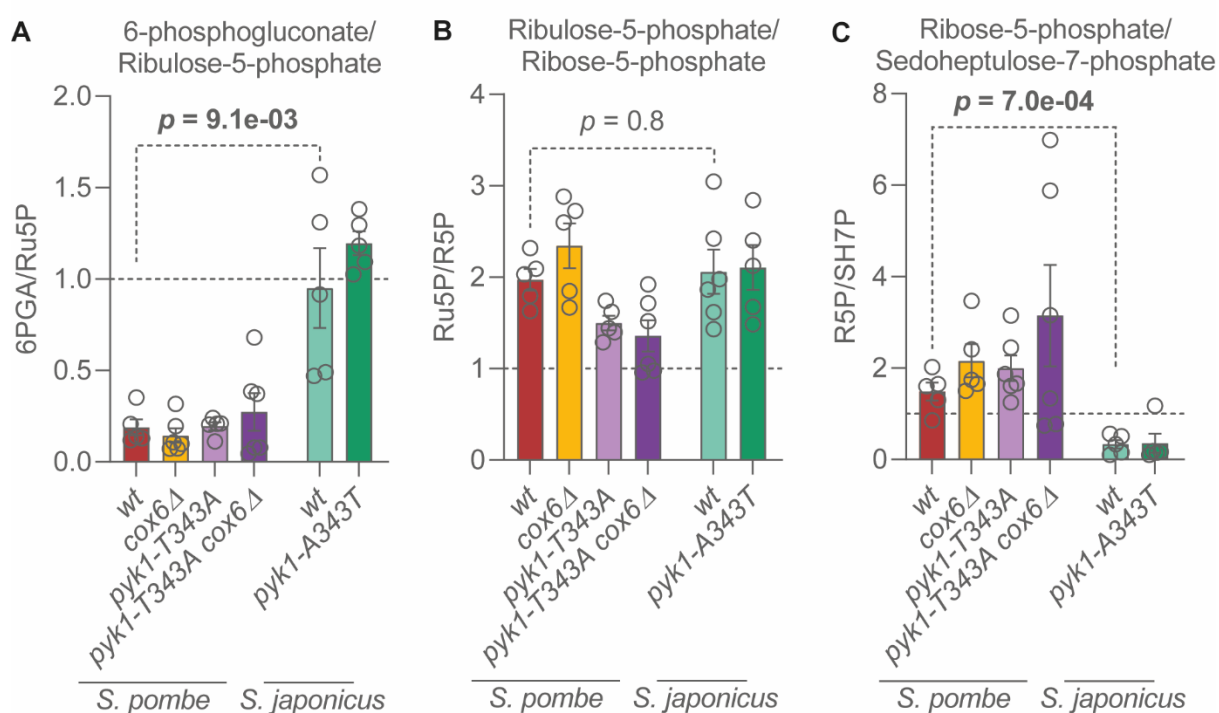 A
6-phosphogluconate/
Ribulose-5-phosphate
6PGA/Ru5P
2.0
1.5
1.0
0.5
0.0
p = 9.1e-03
wt
cox6Δ
pyk1-T343A
pyk1-T343A cox6Δ
wt
pyk1-A343T
S. pombe
S. japonicus
B
Ribulose-5-phosphate/
Ribose-5-phosphate
Ru5P/R5P
4
3
2
1
0
p = 0.8
wt
cox6Δ
pyk1-T343A
pyk1-T343A cox6Δ
wt
pyk1-A343T
S. pombe
S. japonicus
C
Ribose-5-phosphate/
Sedoheptulose-7-phosphate
R5P/SH7P
8
6
4
2
0
p = 7.0e-04
wt
cox6Δ
pyk1-T343A
pyk1-T343A cox6Δ
wt
pyk1-A343T
S. pombe
S. japonicus